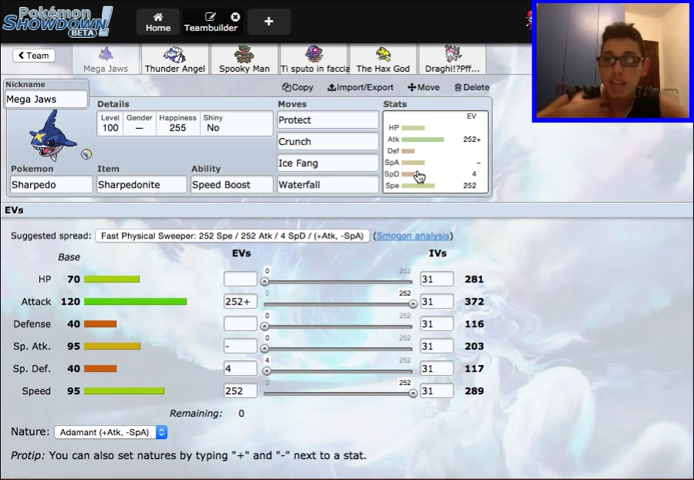 Pokémon
SHOWDOWN!
BETA!
Home
Teambuilder
+
< Team
Mega Jaws
Thunder Angel
Spooky Man
Ti sputo in faccia
The Hax God
Draghi!?Pff...
Copy
Import/Export
Move
Delete
Nickname
Mega Jaws
Details
Level
100
Gender
—
Happiness
255
Shiny
No
Pokemon
Sharpedo
Item
Sharpedonite
Ability
Speed Boost
Moves
Protect
Crunch
Ice Fang
Waterfall
Stats
EV
HP
Atk 252+
Def
SpA –
SpD 4
Spe 252
EVs
Suggested spread: Fast Physical Sweeper: 252 Spe / 252 Atk / 4 SpD / (+Atk, -SpA) (Smogon analysis)
Base EVs IVs
HP 70 0 252 31 281
Attack 120 252+ 252 252 31 372
Defense 40 0 252 31 116
Sp. Atk. 95 - 0 252 31 203
Sp. Def. 40 4 4 252 31 117
Speed 95 252 252 252 31 289
Remaining: 0
Nature: Adamant (+Atk, -SpA)
Protip: You can also set natures by typing "+" and "-" next to a stat.